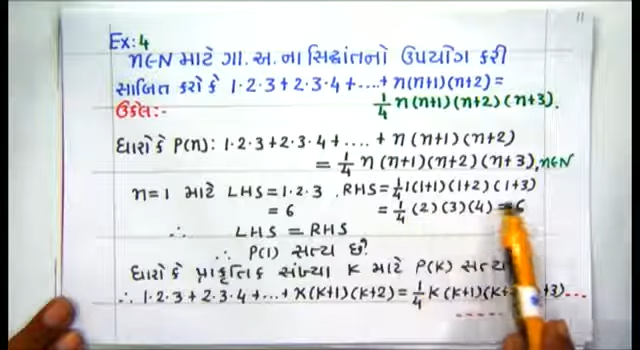 11
Ex: 4
n∈N માટે ગા. અ. ના સિદ્ધાંતનો ઉપયોગ કરી
સાબિત કરો કે 1·2·3+2·3·4+....+n(n+1)(n+2)=
1/4 n(n+1)(n+2)(n+3).
ઉકેલ:-
ધારોકે P(n): 1·2·3+2·3·4+....+n(n+1)(n+2)
= 1/4 n(n+1)(n+2)(n+3), n∈N
n=1 માટે LHS=1·2·3 , RHS=1/4 1(1+1)(1+2)(1+3)
= 6 = 1/4 (2)(3)(4) = 6
∴ LHS = RHS
∴ P(1) સત્ય છે.
ધારો કે પ્રાકૃતિક સંખ્યા K માટે P(K) સત્ય
∴ 1·2·3+2·3·4+...+K(K+1)(K+2)=1/4 K(K+1)(K+ +3)...